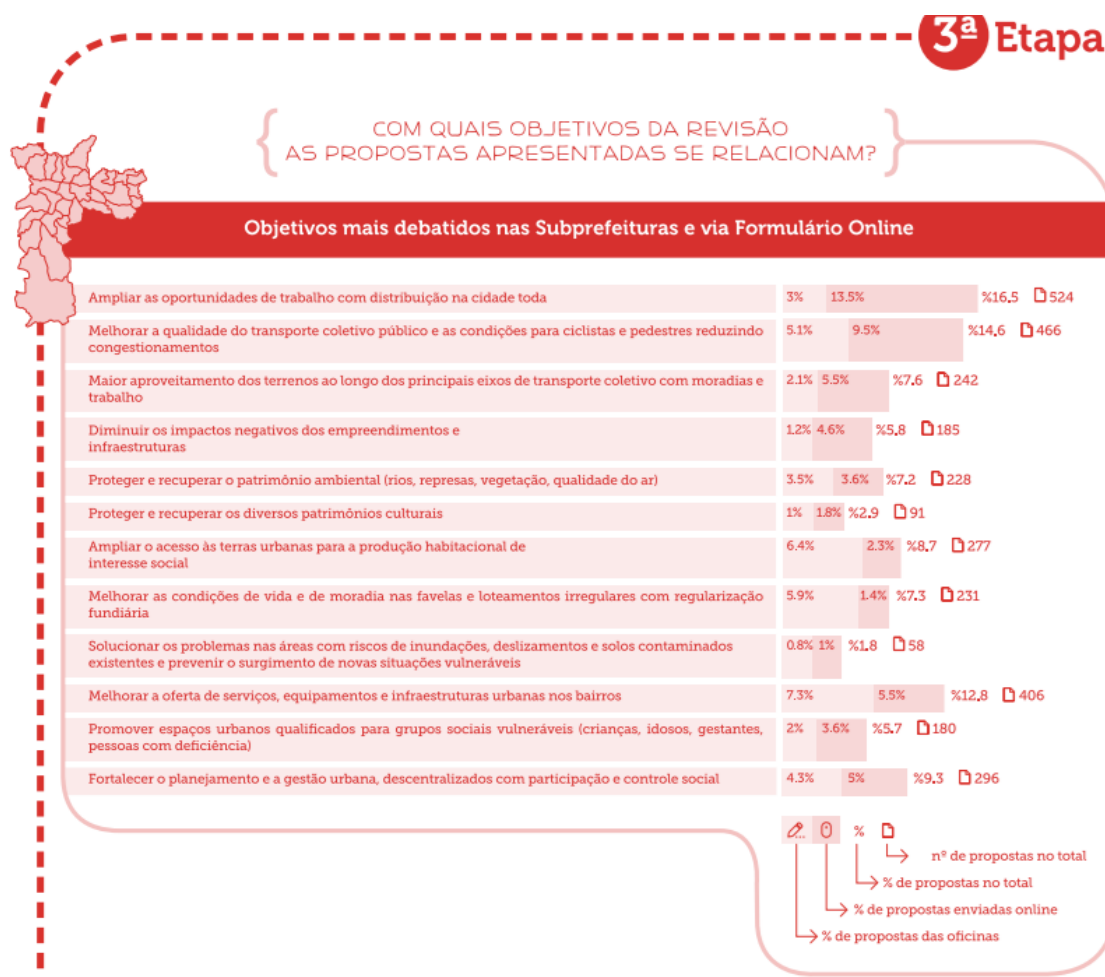 3ª Etapa
COM QUAIS OBJETIVOS DA REVISÃO
AS PROPOSTAS APRESENTADAS SE RELACIONAM?
Objetivos mais debatidos nas Subprefeituras e via Formulário Online
Ampliar as oportunidades de trabalho com distribuição na cidade toda 3% 13.5% %16,5 524
Melhorar a qualidade do transporte coletivo público e as condições para ciclistas e pedestres reduzindo
congestionamentos
5.1% 9.5% %14,6 466
Maior aproveitamento dos terrenos ao longo dos principais eixos de transporte coletivo com moradias e
trabalho
2.1% 5.5% %7,6 242
Diminuir os impactos negativos dos empreendimentos e
infraestruturas
1.2% 4.6% %5,8 185
Proteger e recuperar o patrimônio ambiental (rios, represas, vegetação, qualidade do ar) 3.5% 3.6% %7,2 228
Proteger e recuperar os diversos patrimônios culturais 1% 1.8% %2,9 91
Ampliar o acesso às terras urbanas para a produção habitacional de
interesse social
6.4% 2.3% %8,7 277
Melhorar as condições de vida e de moradia nas favelas e loteamentos irregulares com regularização
fundiária
5.9% 1.4% %7,3 231
Solucionar os problemas nas áreas com riscos de inundações, deslizamentos e solos contaminados
existentes e prevenir o surgimento de novas situações vulneráveis
0.8% 1% %1,8 58
Melhorar a oferta de serviços, equipamentos e infraestruturas urbanas nos bairros 7.3% 5.5% %12,8 406
Promover espaços urbanos qualificados para grupos sociais vulneráveis (crianças, idosos, gestantes,
pessoas com deficiência)
2% 3.6% %5,7 180
Fortalecer o planejamento e a gestão urbana, descentralizados com participação e controle social 4.3% 5% %9,3 296
%
nº de propostas no total
% de propostas no total
% de propostas enviadas online
% de propostas das oficinas